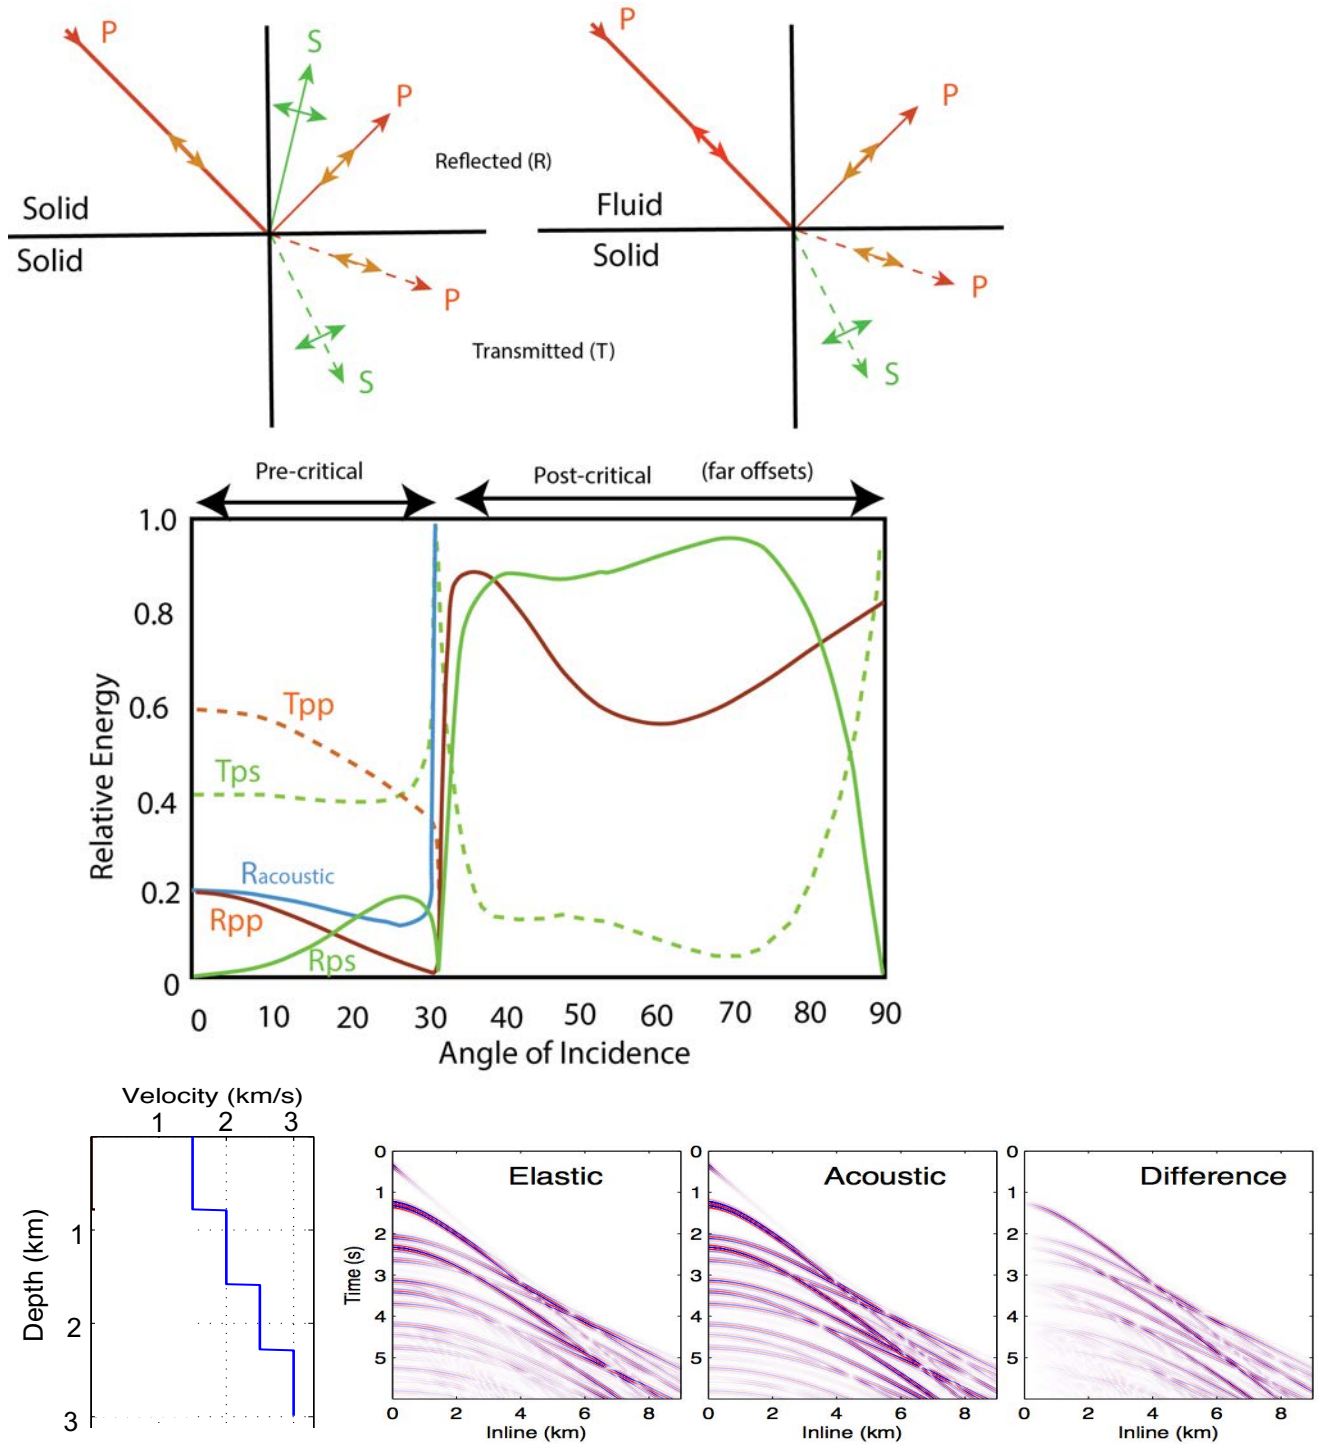 P
S
P
Reflected (R)
Solid
Solid
P
S
Transmitted (T)
P
P
Fluid
Solid
P
S
Pre-critical
Post-critical (far offsets)
Relative Energy
1.0
0.8
0.6
0.4
0.2
0
Tpp
Tps
Racoustic
Rpp
Rps
0 10 20 30 40 50 60 70 80 90
Angle of Incidence
Velocity (km/s)
1 2 3
Depth (km)
1
2
3
Time (s)
0
1
2
3
4
5
Elastic
0 2 4 6 8
Inline (km)
0
1
2
3
4
5
Acoustic
0 2 4 6 8
Inline (km)
0
1
2
3
4
5
Difference
0 2 4 6 8
Inline (km)